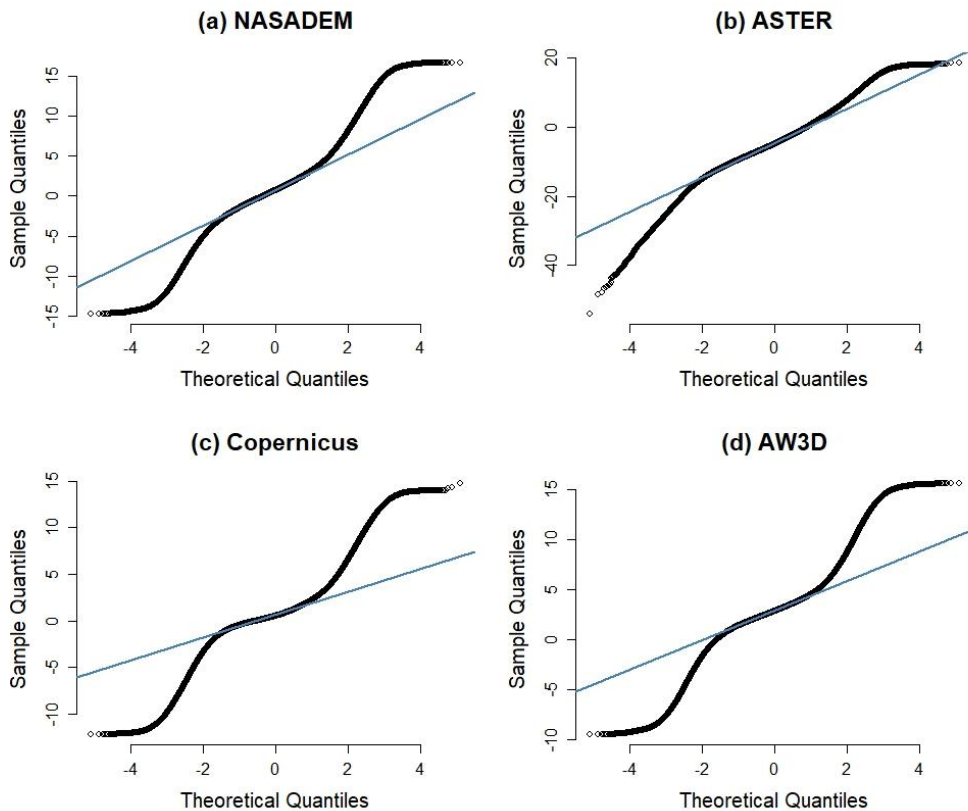 (a) NASADEM
Sample Quantiles
15
10
5
0
-5
-10
-15
-4 -2 0 2 4
Theoretical Quantiles
(b) ASTER
Sample Quantiles
20
0
-20
-40
-4 -2 0 2 4
Theoretical Quantiles
(c) Copernicus
Sample Quantiles
15
10
5
0
-5
-10
-4 -2 0 2 4
Theoretical Quantiles
(d) AW3D
Sample Quantiles
15
10
5
0
-5
-10
-4 -2 0 2 4
Theoretical Quantiles